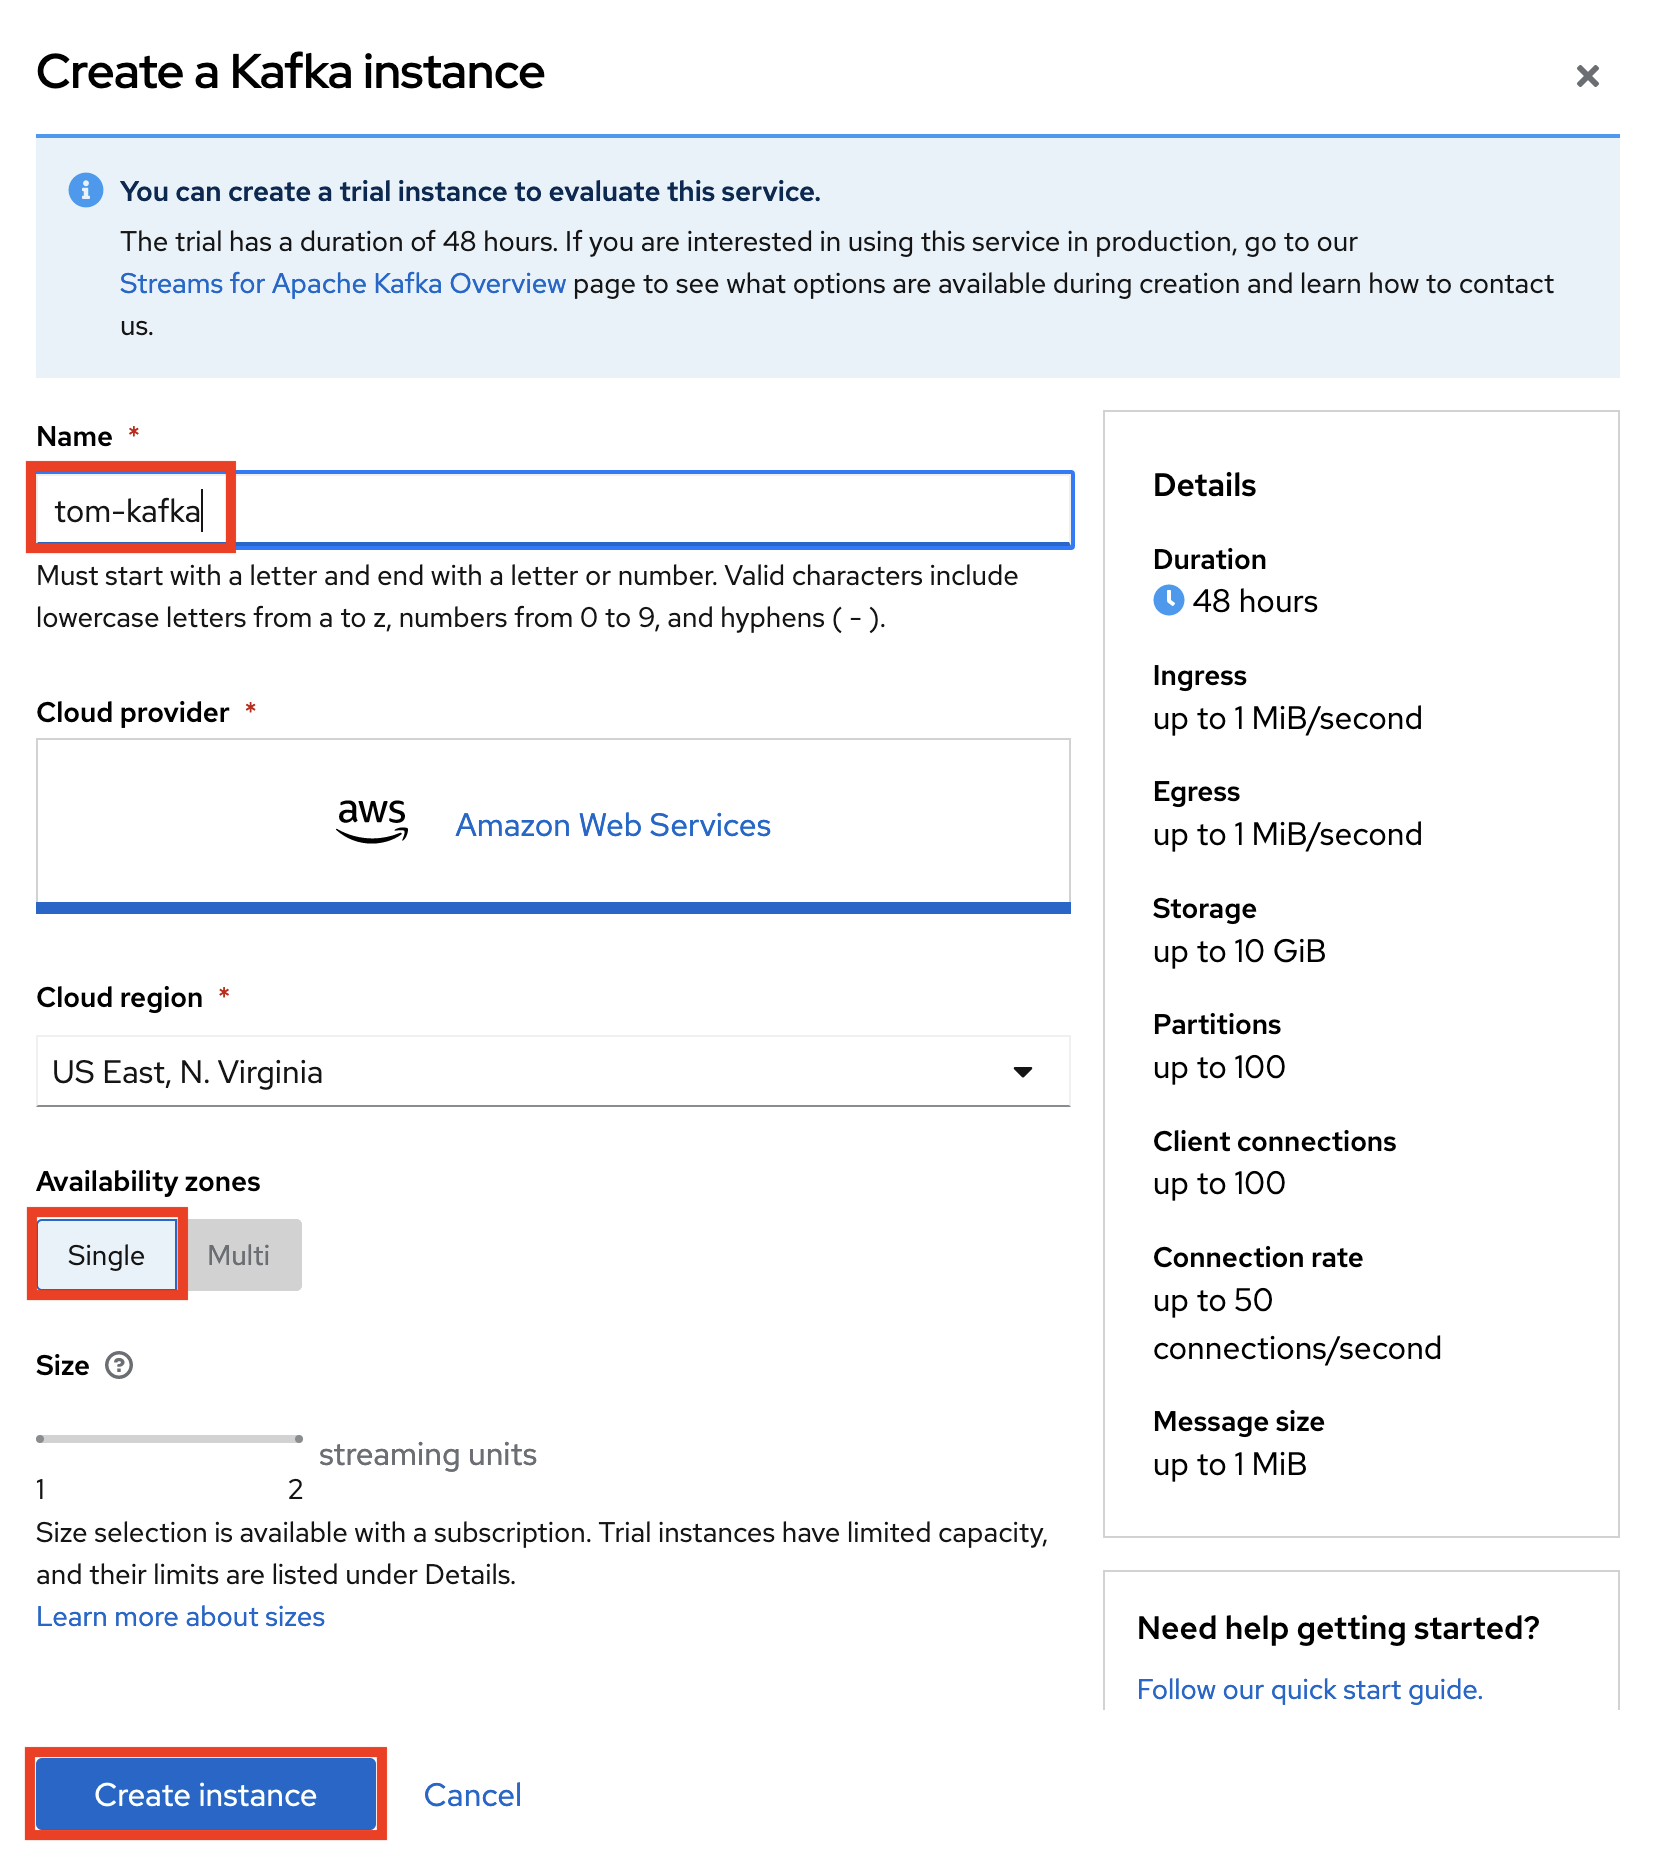 Create a Kafka instance
You can create a trial instance to evaluate this service.
The trial has a duration of 48 hours. If you are interested in using this service in production, go to our
Streams for Apache Kafka Overview page to see what options are available during creation and learn how to contact
us.
Name *
tom-kafka
Must start with a letter and end with a letter or number. Valid characters include
lowercase letters from a to z, numbers from 0 to 9, and hyphens ( - ).
Cloud provider *
aws Amazon Web Services
Cloud region *
US East, N. Virginia
Availability zones
Single Multi
Size
streaming units
1 2
Size selection is available with a subscription. Trial instances have limited capacity,
and their limits are listed under Details.
Learn more about sizes
Details
Duration
48 hours
Ingress
up to 1 MiB/second
Egress
up to 1 MiB/second
Storage
up to 10 GiB
Partitions
up to 100
Client connections
up to 100
Connection rate
up to 50
connections/second
Message size
up to 1 MiB
Need help getting started?
Follow our quick start guide.
Create instance Cancel